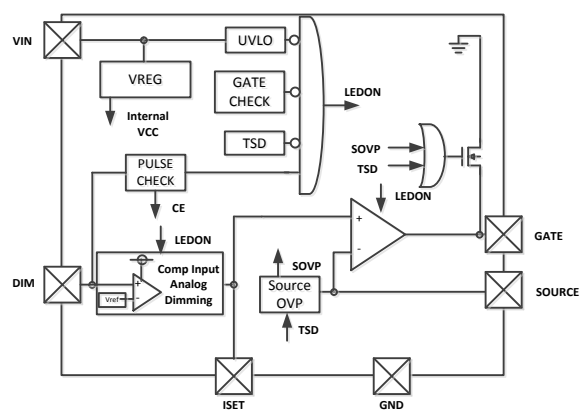 VIN
UVLO
VREG
Internal
VCC
GATE
CHECK
TSD
LEDON
PULSE
CHECK
CE
LEDON
SOVP
TSD
LEDON
+
-
GATE
DIM
Comp Input
Analog
Dimming
+
-
Vref
SOVP
Source
OVP
TSD
SOURCE
ISET
GND